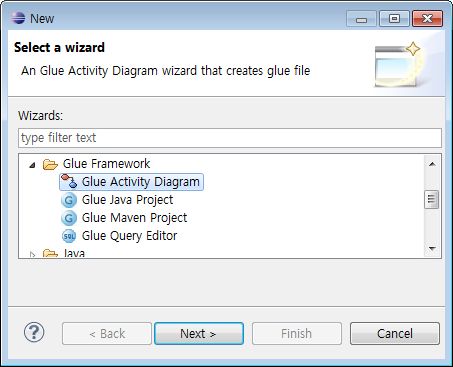 New
Select a wizard
An Glue Activity Diagram wizard that creates glue file
Wizards:
type filter text
Glue Framework
Glue Activity Diagram
Glue Java Project
Glue Maven Project
Glue Query Editor
Java
< Back
Next >
Finish
Cancel